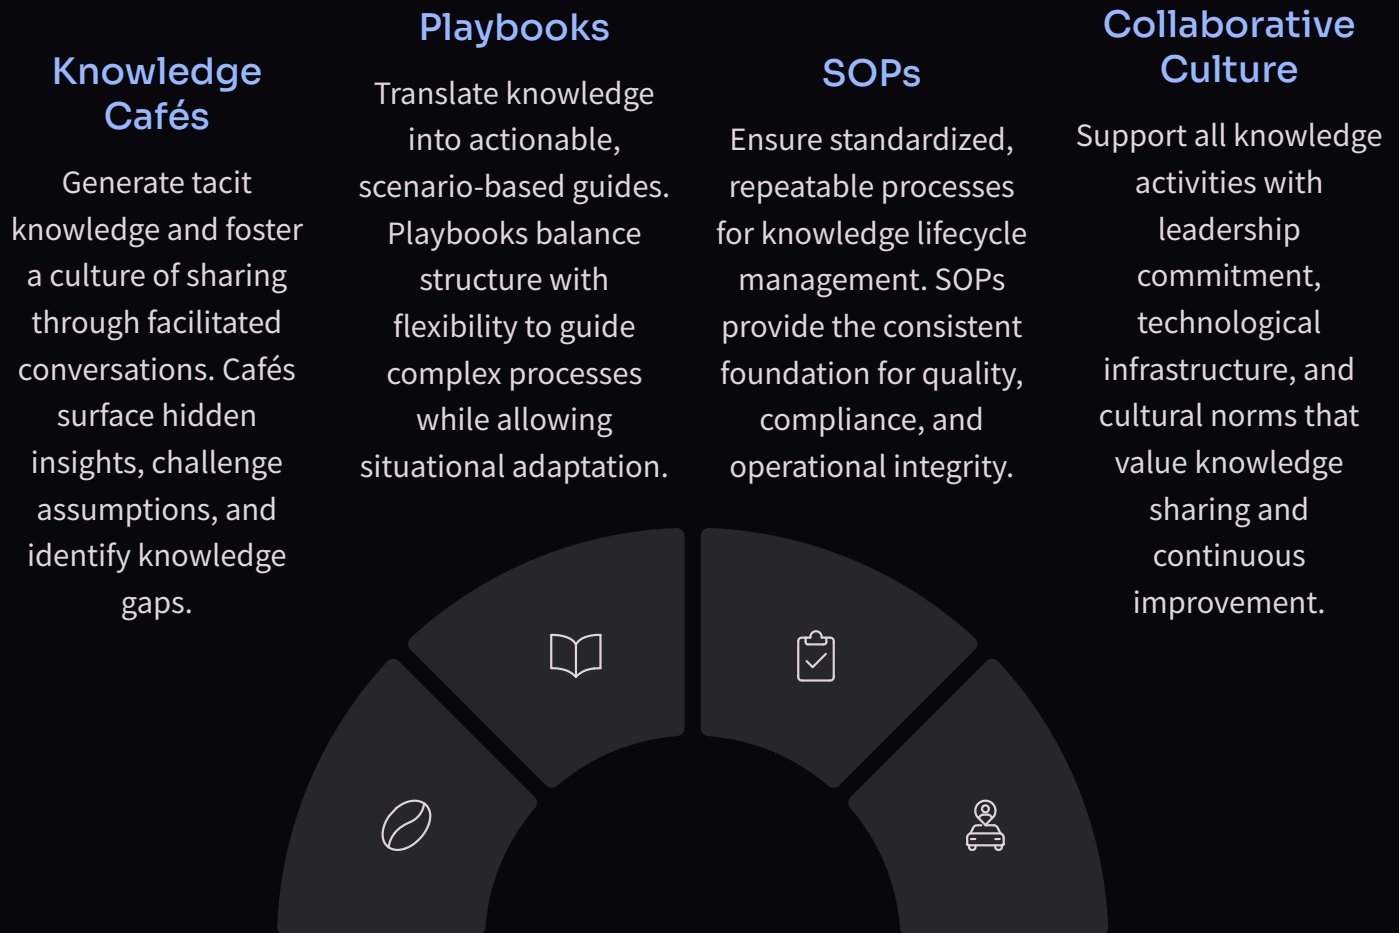 Knowledge
Cafés
Generate tacit
knowledge and foster
a culture of sharing
through facilitated
conversations. Cafés
surface hidden
insights, challenge
assumptions, and
identify knowledge
gaps.
Playbooks
Translate knowledge
into actionable,
scenario-based guides.
Playbooks balance
structure with
flexibility to guide
complex processes
while allowing
situational adaptation.
SOPs
Ensure standardized,
repeatable processes
for knowledge lifecycle
management. SOPs
provide the consistent
foundation for quality,
compliance, and
operational integrity.
Collaborative
Culture
Support all knowledge
activities with
leadership
commitment,
technological
infrastructure, and
cultural norms that
value knowledge
sharing and
continuous
improvement.